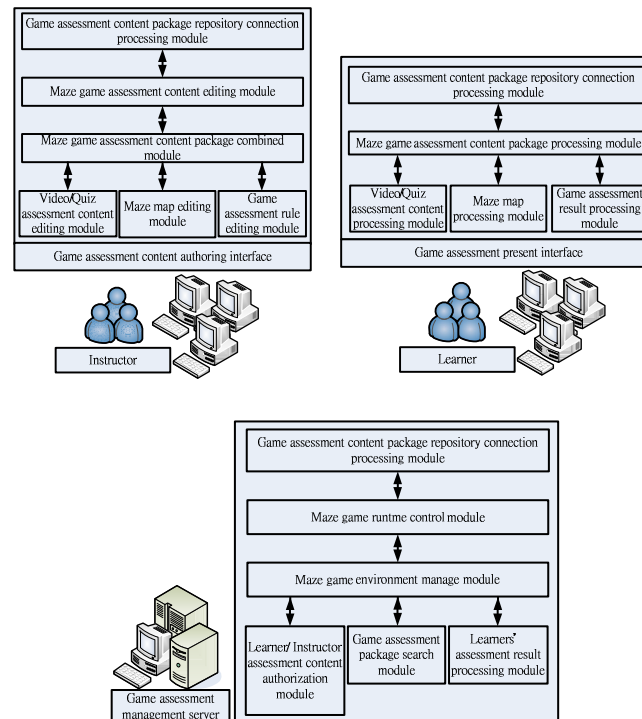 Game assessment content package repository connection
processing module
Maze game assessment content editing module
Maze game assessment content package combined
module
Video/Quiz
assessment content
editing module
Maze map editing
module
Game
assessment rule
editing module
Game assessment content authoring interface
Instructor
Game assessment content package repository connection
processing module
Maze game assessment content package processing module
Video/Quiz
assessment content
processing module
Maze map
processing module
Game assessment
result processing
module
Game assessment present interface
Learner
Game assessment content package repository connection
processing module
Maze game runtme control module
Maze game environment manage module
Learner/ Instructor
assessment content
authorization
module
Game assessment
package search
module
Learners'
assessment result
processing module
Game assessment
management server